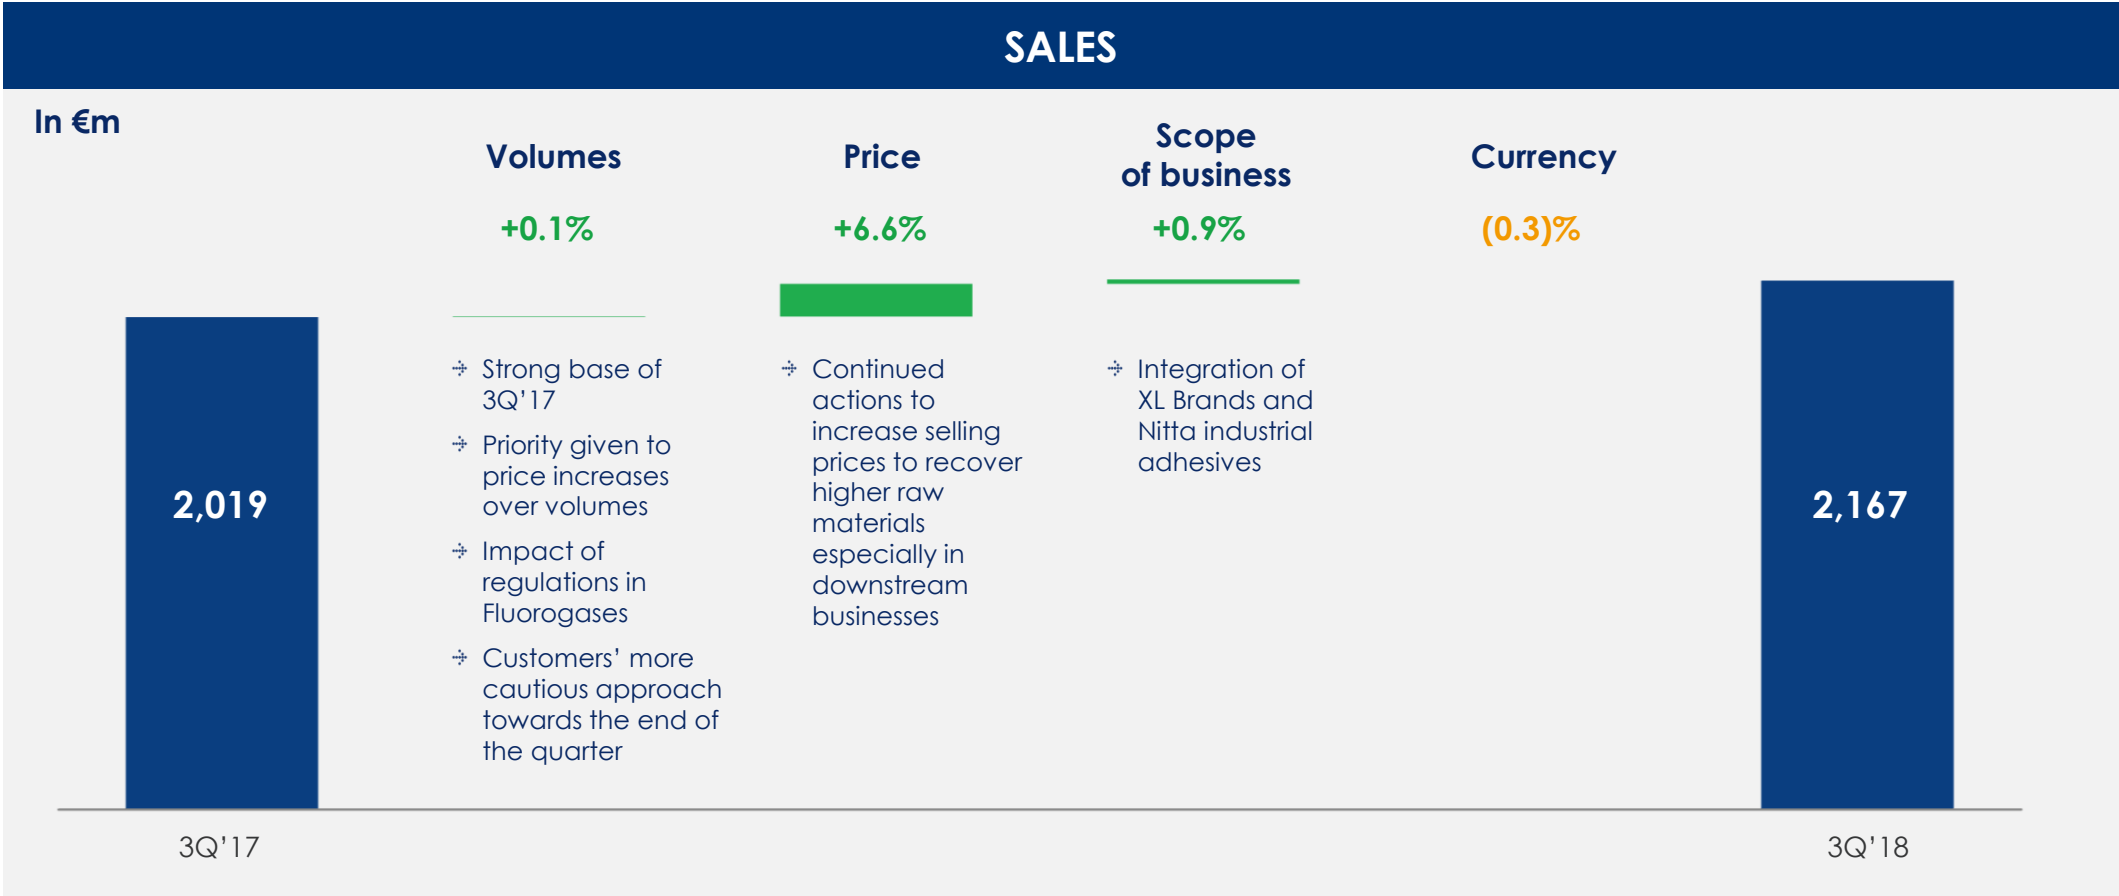 SALES
In €m
Volumes
+0.1%
Price
+6.6%
Scope
of business
+0.9%
Currency
(0.3)%
2,019
Strong base of
3Q’17
Priority given to
price increases
over volumes
Impact of
regulations in
Fluorogases
Customers’ more
cautious approach
towards the end of
the quarter
Continued
actions to
increase selling
prices to recover
higher raw
materials
especially in
downstream
businesses
Integration of
XL Brands and
Nitta industrial
adhesives
2,167
3Q’17
3Q’18